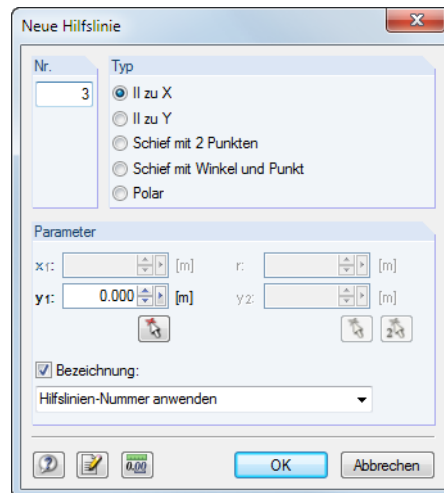 Neue Hilfslinie
Nr.
3
Typ
II zu X
II zu Y
Schief mit 2 Punkten
Schief mit Winkel und Punkt
Polar
Parameter
x1: [m] r: [m]
y1: 0.000 [m] y2: [m]
2
Bezeichnung:
Hilfslinien-Nummer anwenden
0.00 OK Abbrechen